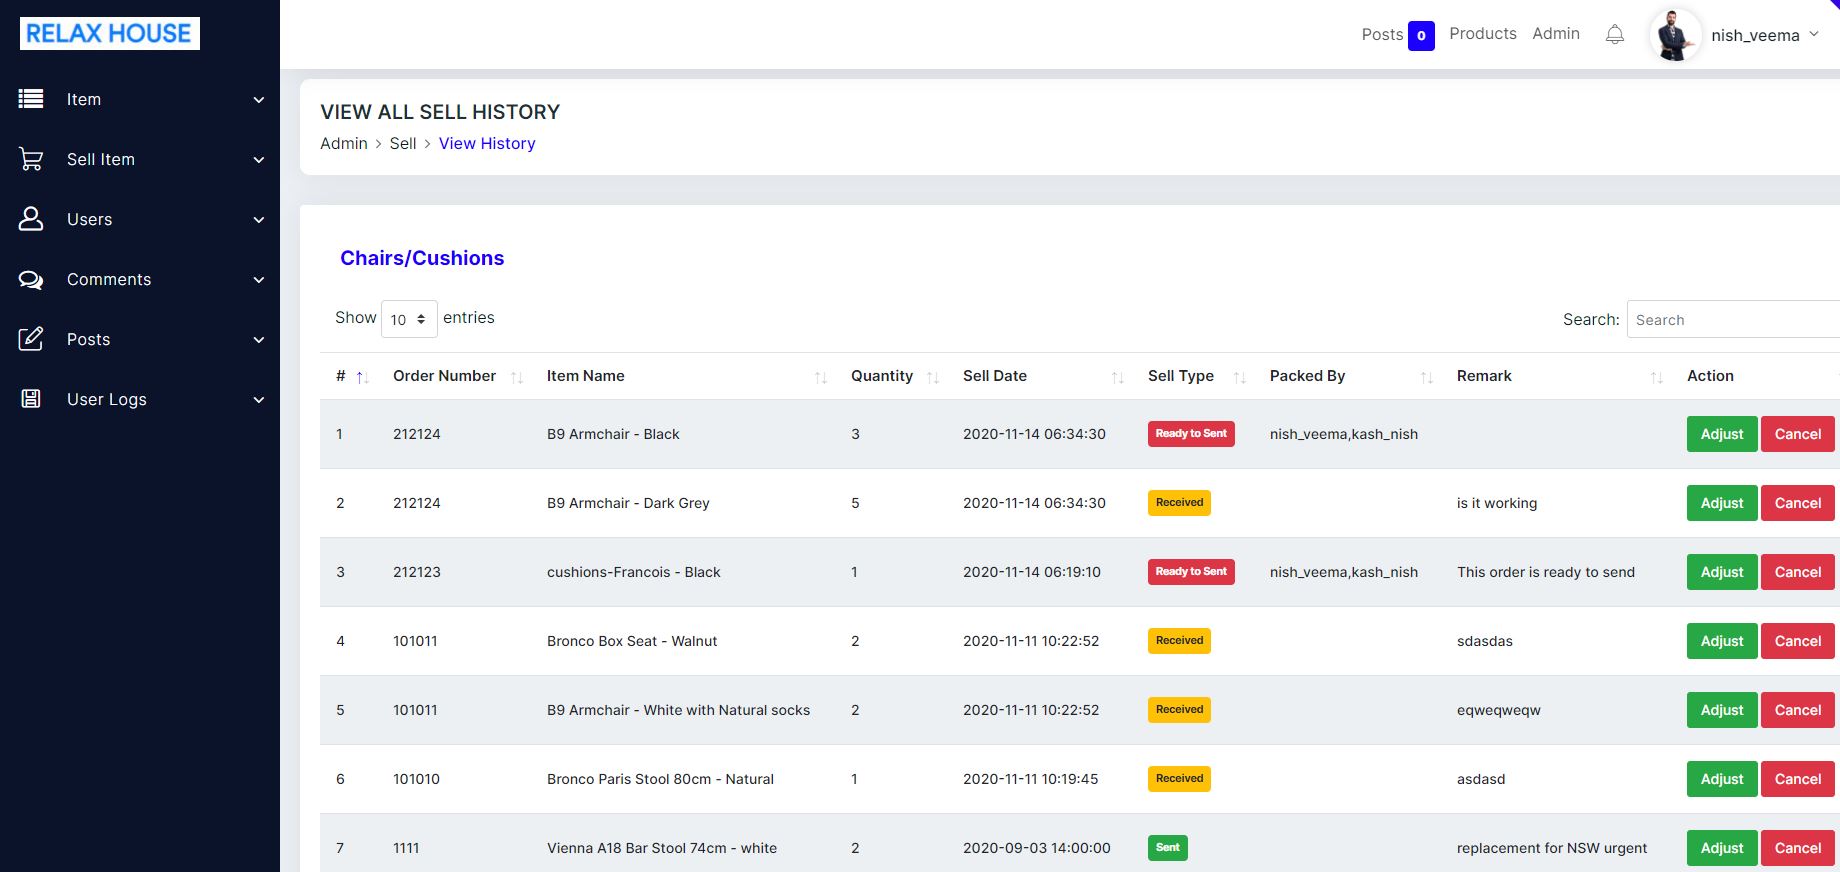 RELAX HOUSE
Posts 0 Products Admin nish_veema
Item
Sell Item
Users
Comments
Posts
User Logs
VIEW ALL SELL HISTORY
Admin > Sell > View History
Chairs/Cushions
Show 10 entries Search: Search
# Order Number Item Name Quantity Sell Date Sell Type Packed By Remark Action
1 212124 B9 Armchair - Black 3 2020-11-14 06:34:30 Ready to Sent nish_veema,kash_nish Adjust Cancel
2 212124 B9 Armchair - Dark Grey 5 2020-11-14 06:34:30 Received is it working Adjust Cancel
3 212123 cushions-Francois - Black 1 2020-11-14 06:19:10 Ready to Sent nish_veema,kash_nish This order is ready to send Adjust Cancel
4 101011 Bronco Box Seat - Walnut 2 2020-11-11 10:22:52 Received sdasdas Adjust Cancel
5 101011 B9 Armchair - White with Natural socks 2 2020-11-11 10:22:52 Received eqweqweqw Adjust Cancel
6 101010 Bronco Paris Stool 80cm - Natural 1 2020-11-11 10:19:45 Received asdasd Adjust Cancel
7 1111 Vienna A18 Bar Stool 74cm - white 2 2020-09-03 14:00:00 Sent replacement for NSW urgent Adjust Cancel